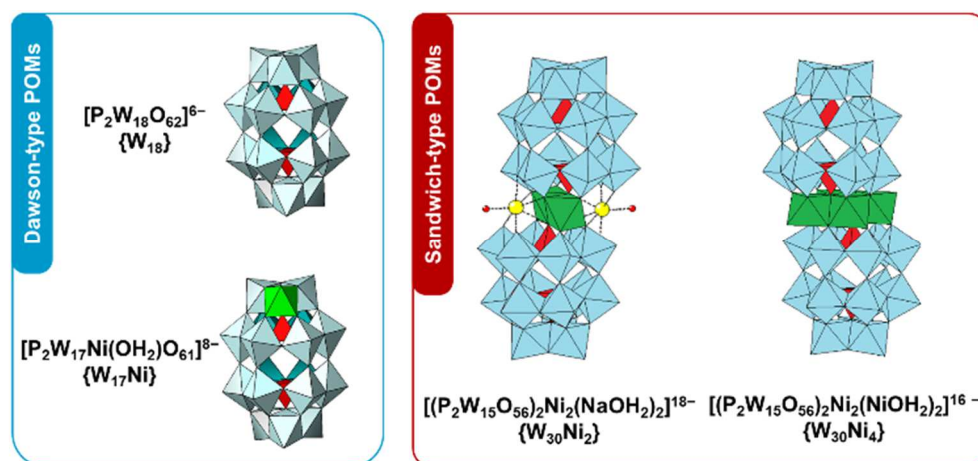 Dawson-type POMs
[P₂W₁₈O₆₂]⁶⁻
{W₁₈}
[P₂W₁₇Ni(OH₂)O₆₁]⁸⁻
{W₁₇Ni}
Sandwich-type POMs
[(P₂W₁₅O₅₆)₂Ni₂(NaOH₂)₂]¹⁸⁻
{W₃₀Ni₂}
[(P₂W₁₅O₅₆)₂Ni₂(NiOH₂)₂]¹⁶ ⁻
{W₃₀Ni₄}